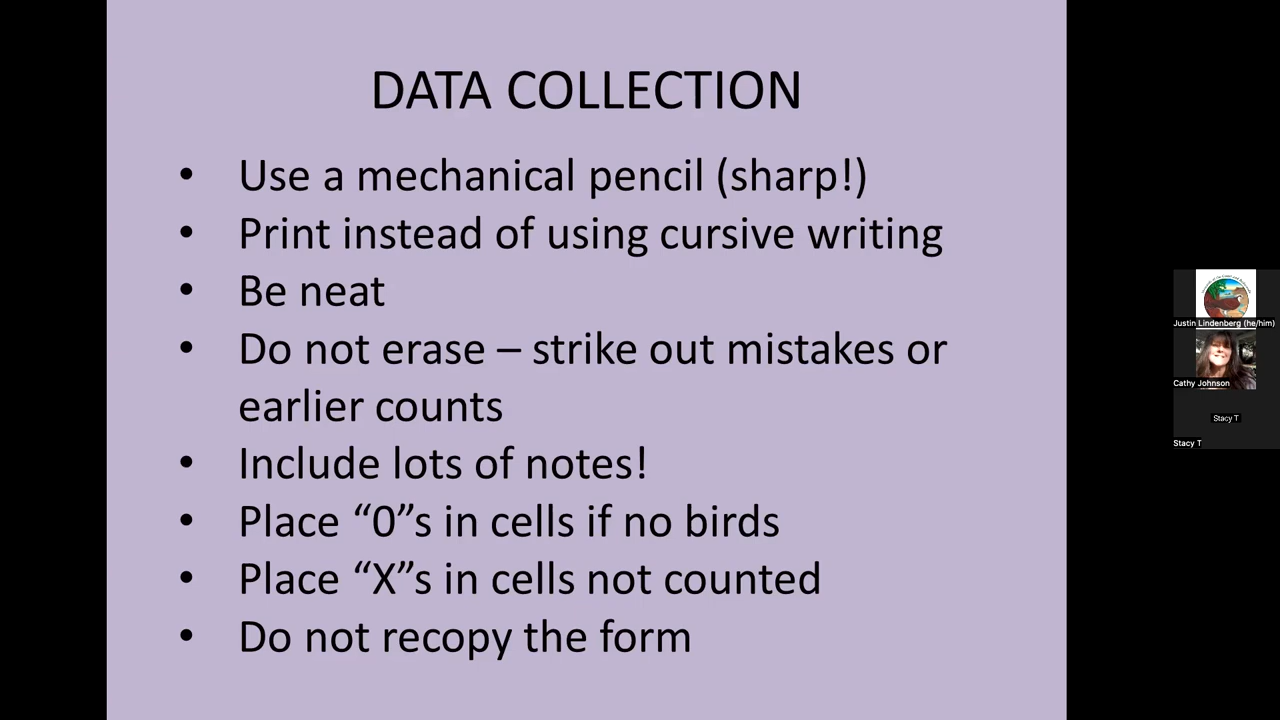 DATA COLLECTION
• Use a mechanical pencil (sharp!)
• Print instead of using cursive writing
• Be neat
• Do not erase – strike out mistakes or
earlier counts
• Include lots of notes!
• Place “0”s in cells if no birds
• Place “X”s in cells not counted
• Do not recopy the form
Justin Lindenberg (he/him)
Cathy Johnson
Stacy T
Stacy T